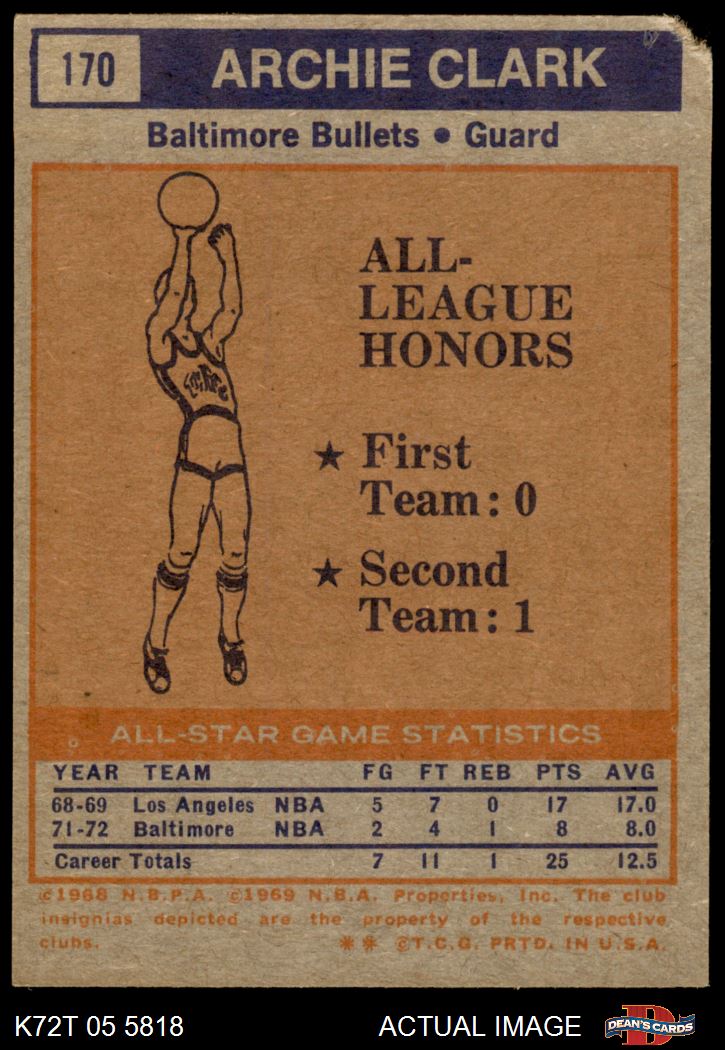 170 ARCHIE CLARK
Baltimore Bullets • Guard
ALL-
LEAGUE
HONORS
★ First
Team: 0
★ Second
Team: 1
ALL-STAR GAME STATISTICS
YEAR TEAM FG FT REB PTS AVG
68-69 Los Angeles NBA 5 7 0 17 17.0
71-72 Baltimore NBA 2 4 1 8 8.0
Career Totals 7 11 1 25 12.5
©1968 N.B.P.A. ©1969 N.B.A. Properties, Inc. The club
insignias depicted are the property of the respective
clubs. ** ©T.C.G. PRTD. IN U.S.A.
K72T 05 5818 ACTUAL IMAGE DEAN'S CARDS